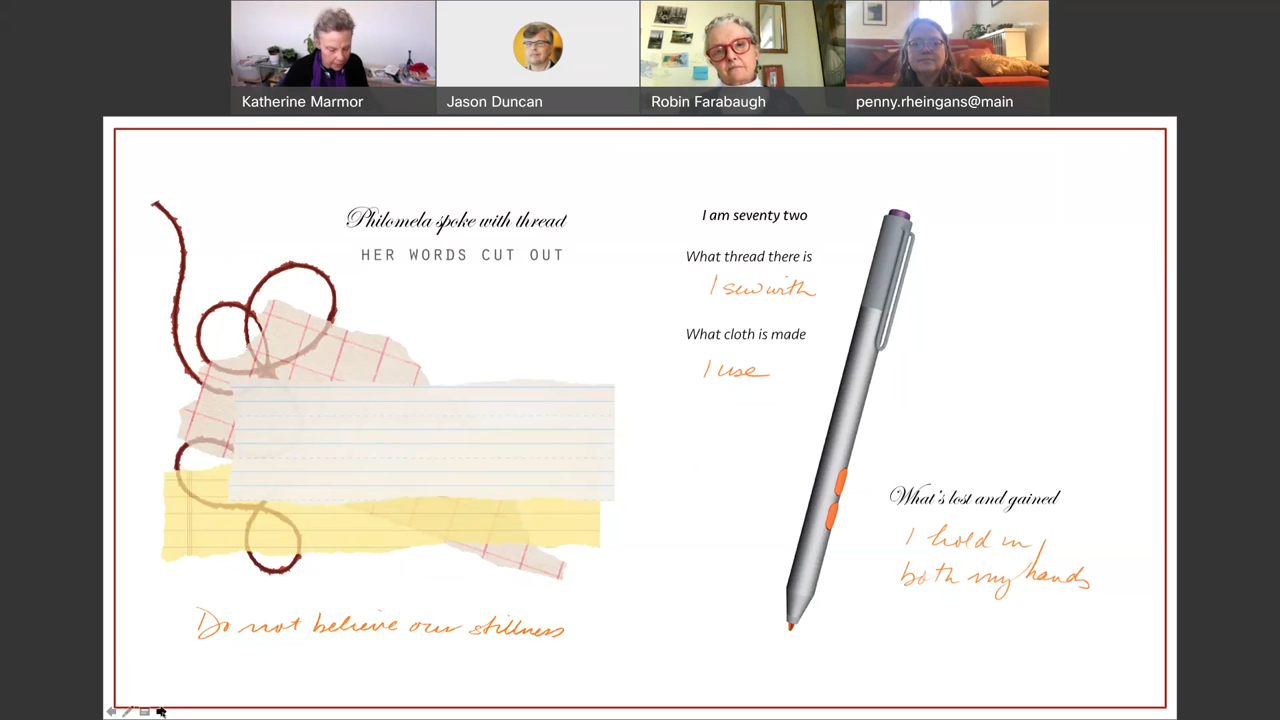 Katherine Marmor
Jason Duncan
Robin Farabaugh
penny.rheingans@main
Philomela spoke with thread
HER WORDS CUT OUT
Do not believe our stillness
I am seventy two
What thread there is
I sew with
What cloth is made
I use
What's lost and gained
I hold in
both my hands